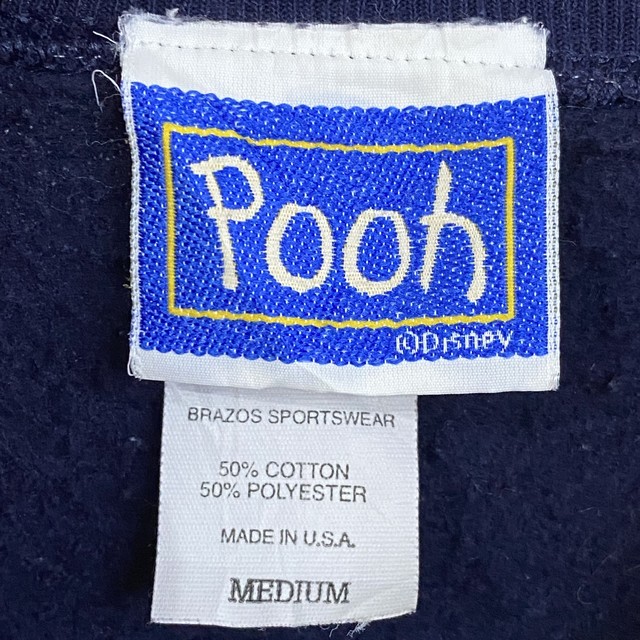 Pooh
(c)Disney
BRAZOS SPORTSWEAR
50% COTTON
50% POLYESTER
MADE IN U.S.A.
MEDIUM